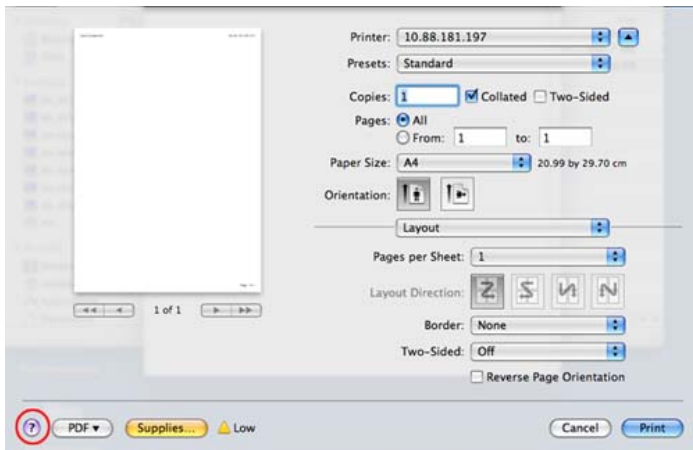 Printer: 10.88.181.197
Presets: Standard
Copies: 1 Collated Two-Sided
Pages: All
From: 1 to: 1
Paper Size: A4 20.99 by 29.70 cm
Orientation:
Layout
Pages per Sheet: 1
Layout Direction:
Border: None
Two-Sided: Off
Reverse Page Orientation
1 of 1
? PDF Supplies... Low Cancel Print